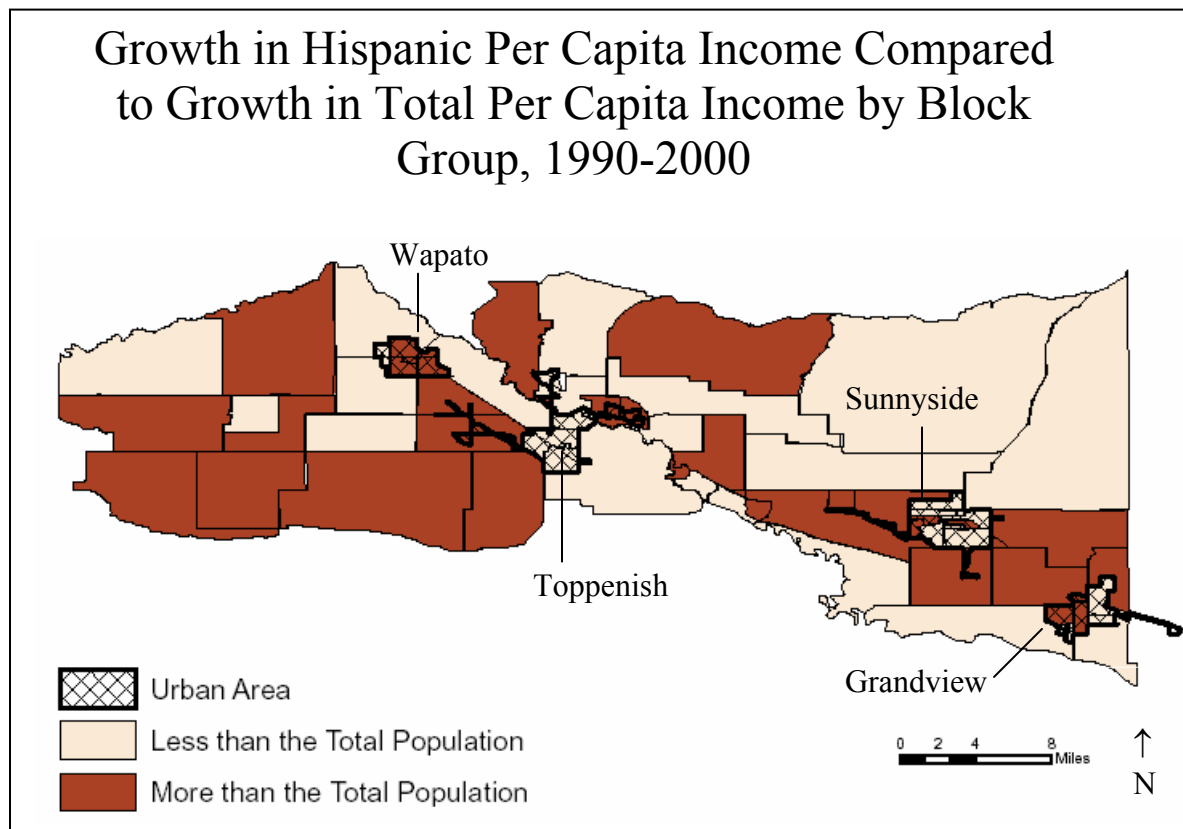 Growth in Hispanic Per Capita Income Compared
to Growth in Total Per Capita Income by Block
Group, 1990-2000
Wapato
Sunnyside
Toppenish
Grandview
Urban Area
Less than the Total Population
More than the Total Population
0 2 4 8
Miles
↑
N